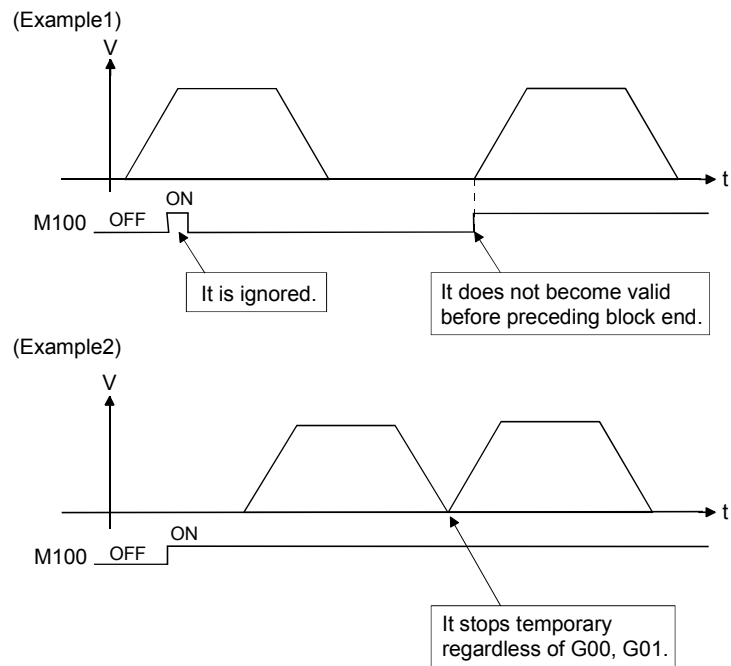 (Example1)
V
t
ON
M100 OFF
It is ignored.
It does not become valid
before preceding block end.
(Example2)
V
t
ON
M100 OFF
It stops temporary
regardless of G00, G01.